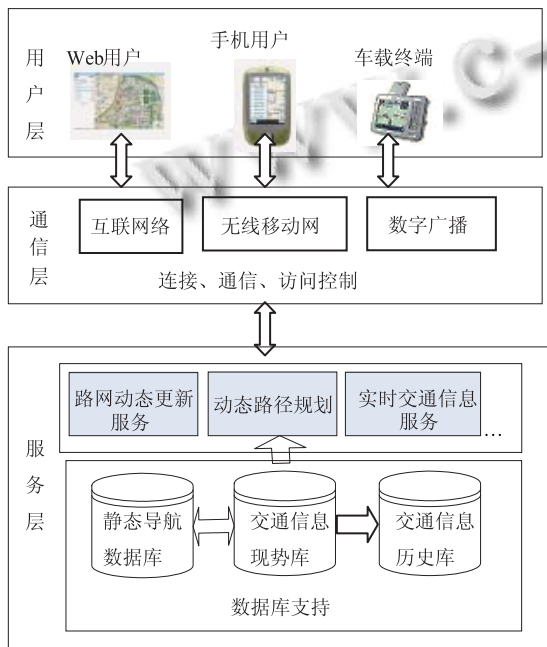 用户层
Web用户
手机用户
车载终端
www.c-
通信层
互联网络
无线移动网
数字广播
连接、通信、访问控制
服务层
路网动态更新
服务
动态路径规划
实时交通信息
服务
...
静态导航
数据库
交通信息
现势库
交通信息
历史库
数据库支持